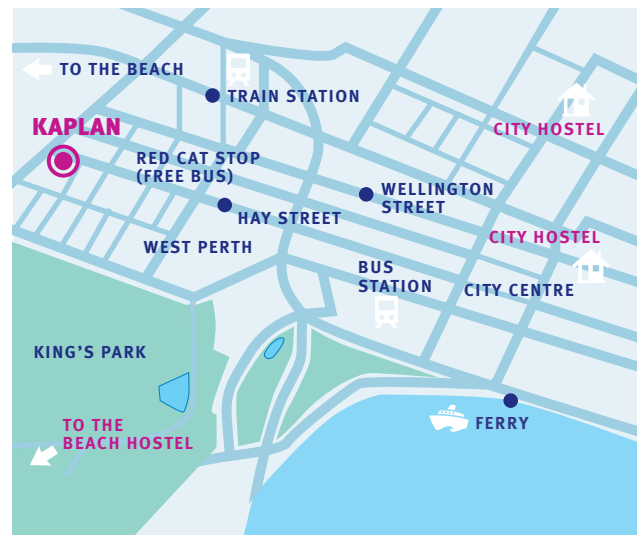 TO THE BEACH
TRAIN STATION
KAPLAN
CITY HOSTEL
RED CAT STOP
(FREE BUS)
WELLINGTON
STREET
HAY STREET
CITY HOSTEL
WEST PERTH
BUS
STATION
CITY CENTRE
KING'S PARK
TO THE
BEACH HOSTEL
FERRY